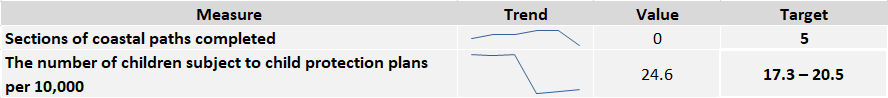 Measure Trend Value Target
Sections of coastal paths completed 0 5
The number of children subject to child protection plans
per 10,000 24.6 17.3 – 20.5